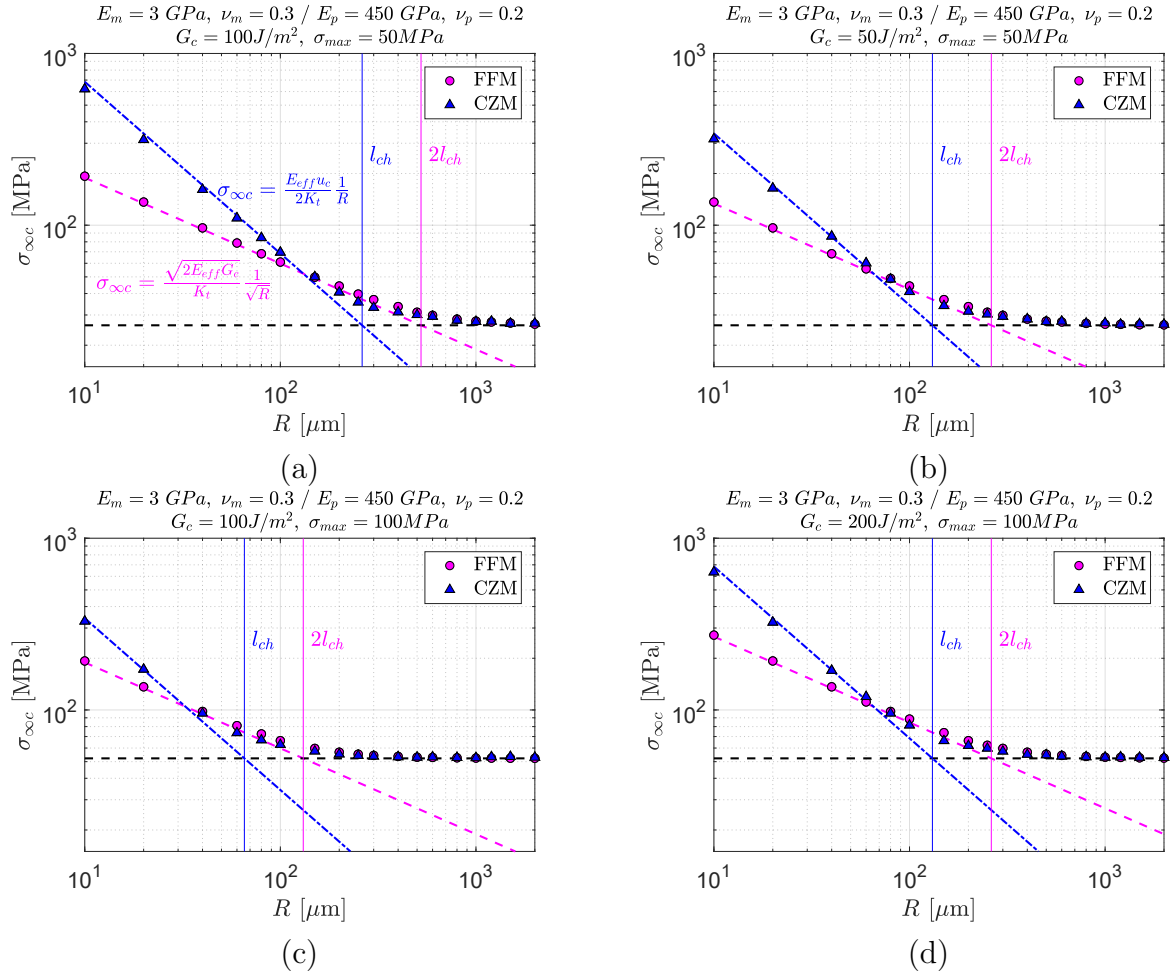 E_m = 3 GPa, ν_m = 0.3 / E_p = 450 GPa, ν_p = 0.2
G_c = 100J/m², σ_max = 50MPa
10³
FFM
CZM
l_ch
2l_ch
σ_∞c = E_eff u_c / 2K_t 1/R
σ_∞c [MPa]
10²
σ_∞c = √(2E_eff G_c) / K_t 1/√R
10¹
10²
10³
R [μm]
(a)
E_m = 3 GPa, ν_m = 0.3 / E_p = 450 GPa, ν_p = 0.2
G_c = 50J/m², σ_max = 50MPa
10³
FFM
CZM
l_ch
2l_ch
σ_∞c [MPa]
10²
10¹
10²
10³
R [μm]
(b)
E_m = 3 GPa, ν_m = 0.3 / E_p = 450 GPa, ν_p = 0.2
G_c = 100J/m², σ_max = 100MPa
10³
FFM
CZM
l_ch
2l_ch
σ_∞c [MPa]
10²
10¹
10²
10³
R [μm]
(c)
E_m = 3 GPa, ν_m = 0.3 / E_p = 450 GPa, ν_p = 0.2
G_c = 200J/m², σ_max = 100MPa
10³
FFM
CZM
l_ch
2l_ch
σ_∞c [MPa]
10²
10¹
10²
10³
R [μm]
(d)